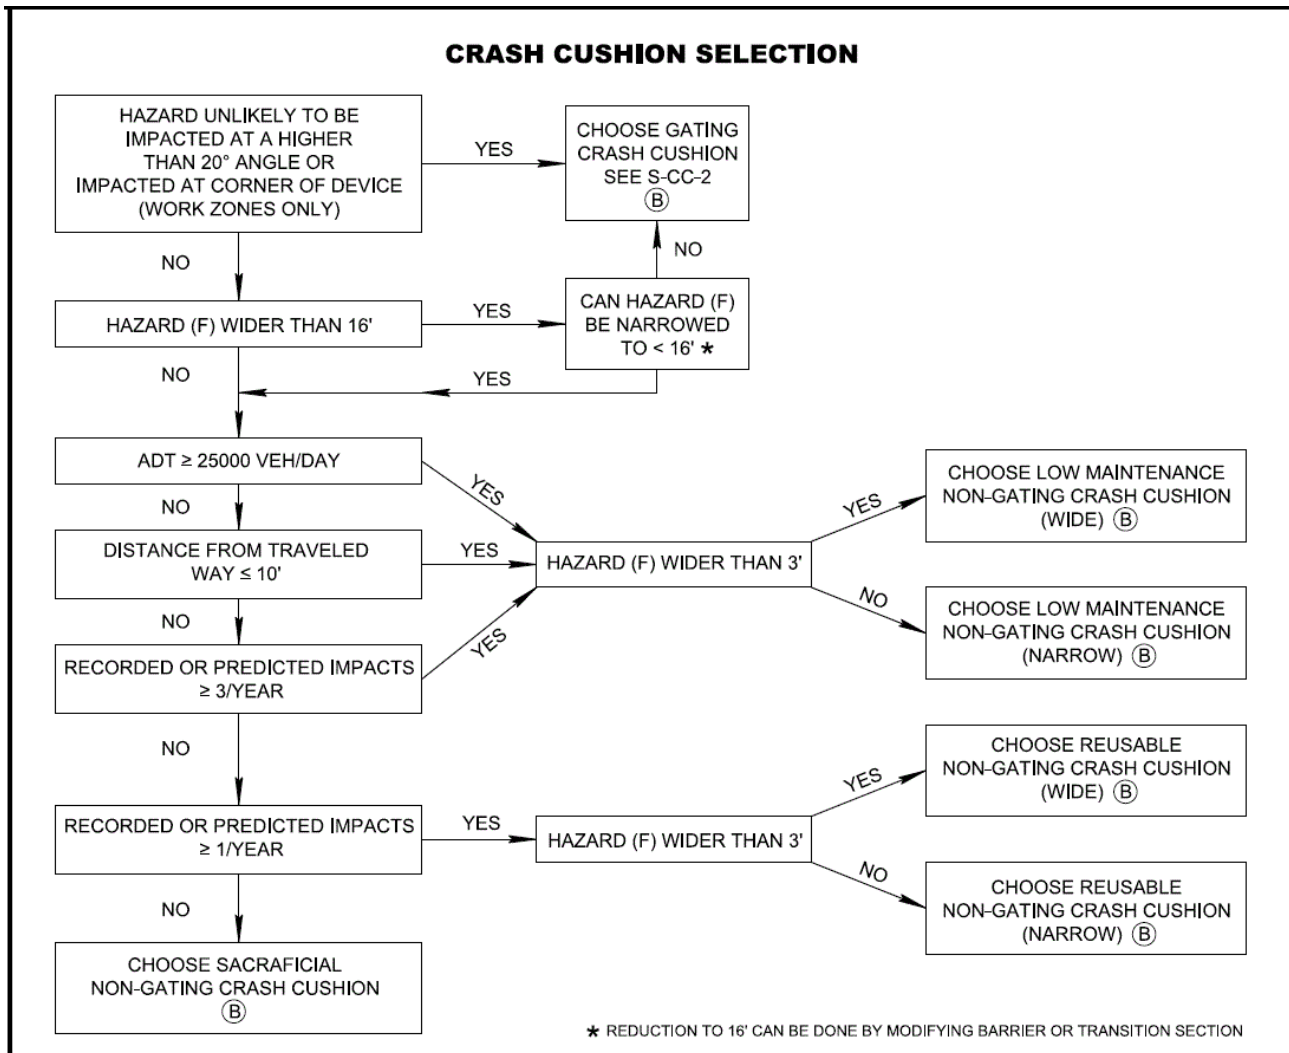 CRASH CUSHION SELECTION
HAZARD UNLIKELY TO BE
IMPACTED AT A HIGHER
THAN 20° ANGLE OR
IMPACTED AT CORNER OF DEVICE
(WORK ZONES ONLY)
YES
CHOOSE GATING
CRASH CUSHION
SEE S-CC-2
B
NO
NO
HAZARD (F) WIDER THAN 16'
YES
CAN HAZARD (F)
BE NARROWED
TO < 16' *
NO
YES
ADT ≥ 25000 VEH/DAY
YES
NO
DISTANCE FROM TRAVELED
WAY ≤ 10'
YES
HAZARD (F) WIDER THAN 3'
YES
CHOOSE LOW MAINTENANCE
NON-GATING CRASH CUSHION
(WIDE) B
NO
CHOOSE LOW MAINTENANCE
NON-GATING CRASH CUSHION
(NARROW) B
NO
RECORDED OR PREDICTED IMPACTS
≥ 3/YEAR
YES
NO
RECORDED OR PREDICTED IMPACTS
≥ 1/YEAR
YES
HAZARD (F) WIDER THAN 3'
YES
CHOOSE REUSABLE
NON-GATING CRASH CUSHION
(WIDE) B
NO
CHOOSE REUSABLE
NON-GATING CRASH CUSHION
(NARROW) B
NO
CHOOSE SACRAFICIAL
NON-GATING CRASH CUSHION
B
* REDUCTION TO 16' CAN BE DONE BY MODIFYING BARRIER OR TRANSITION SECTION